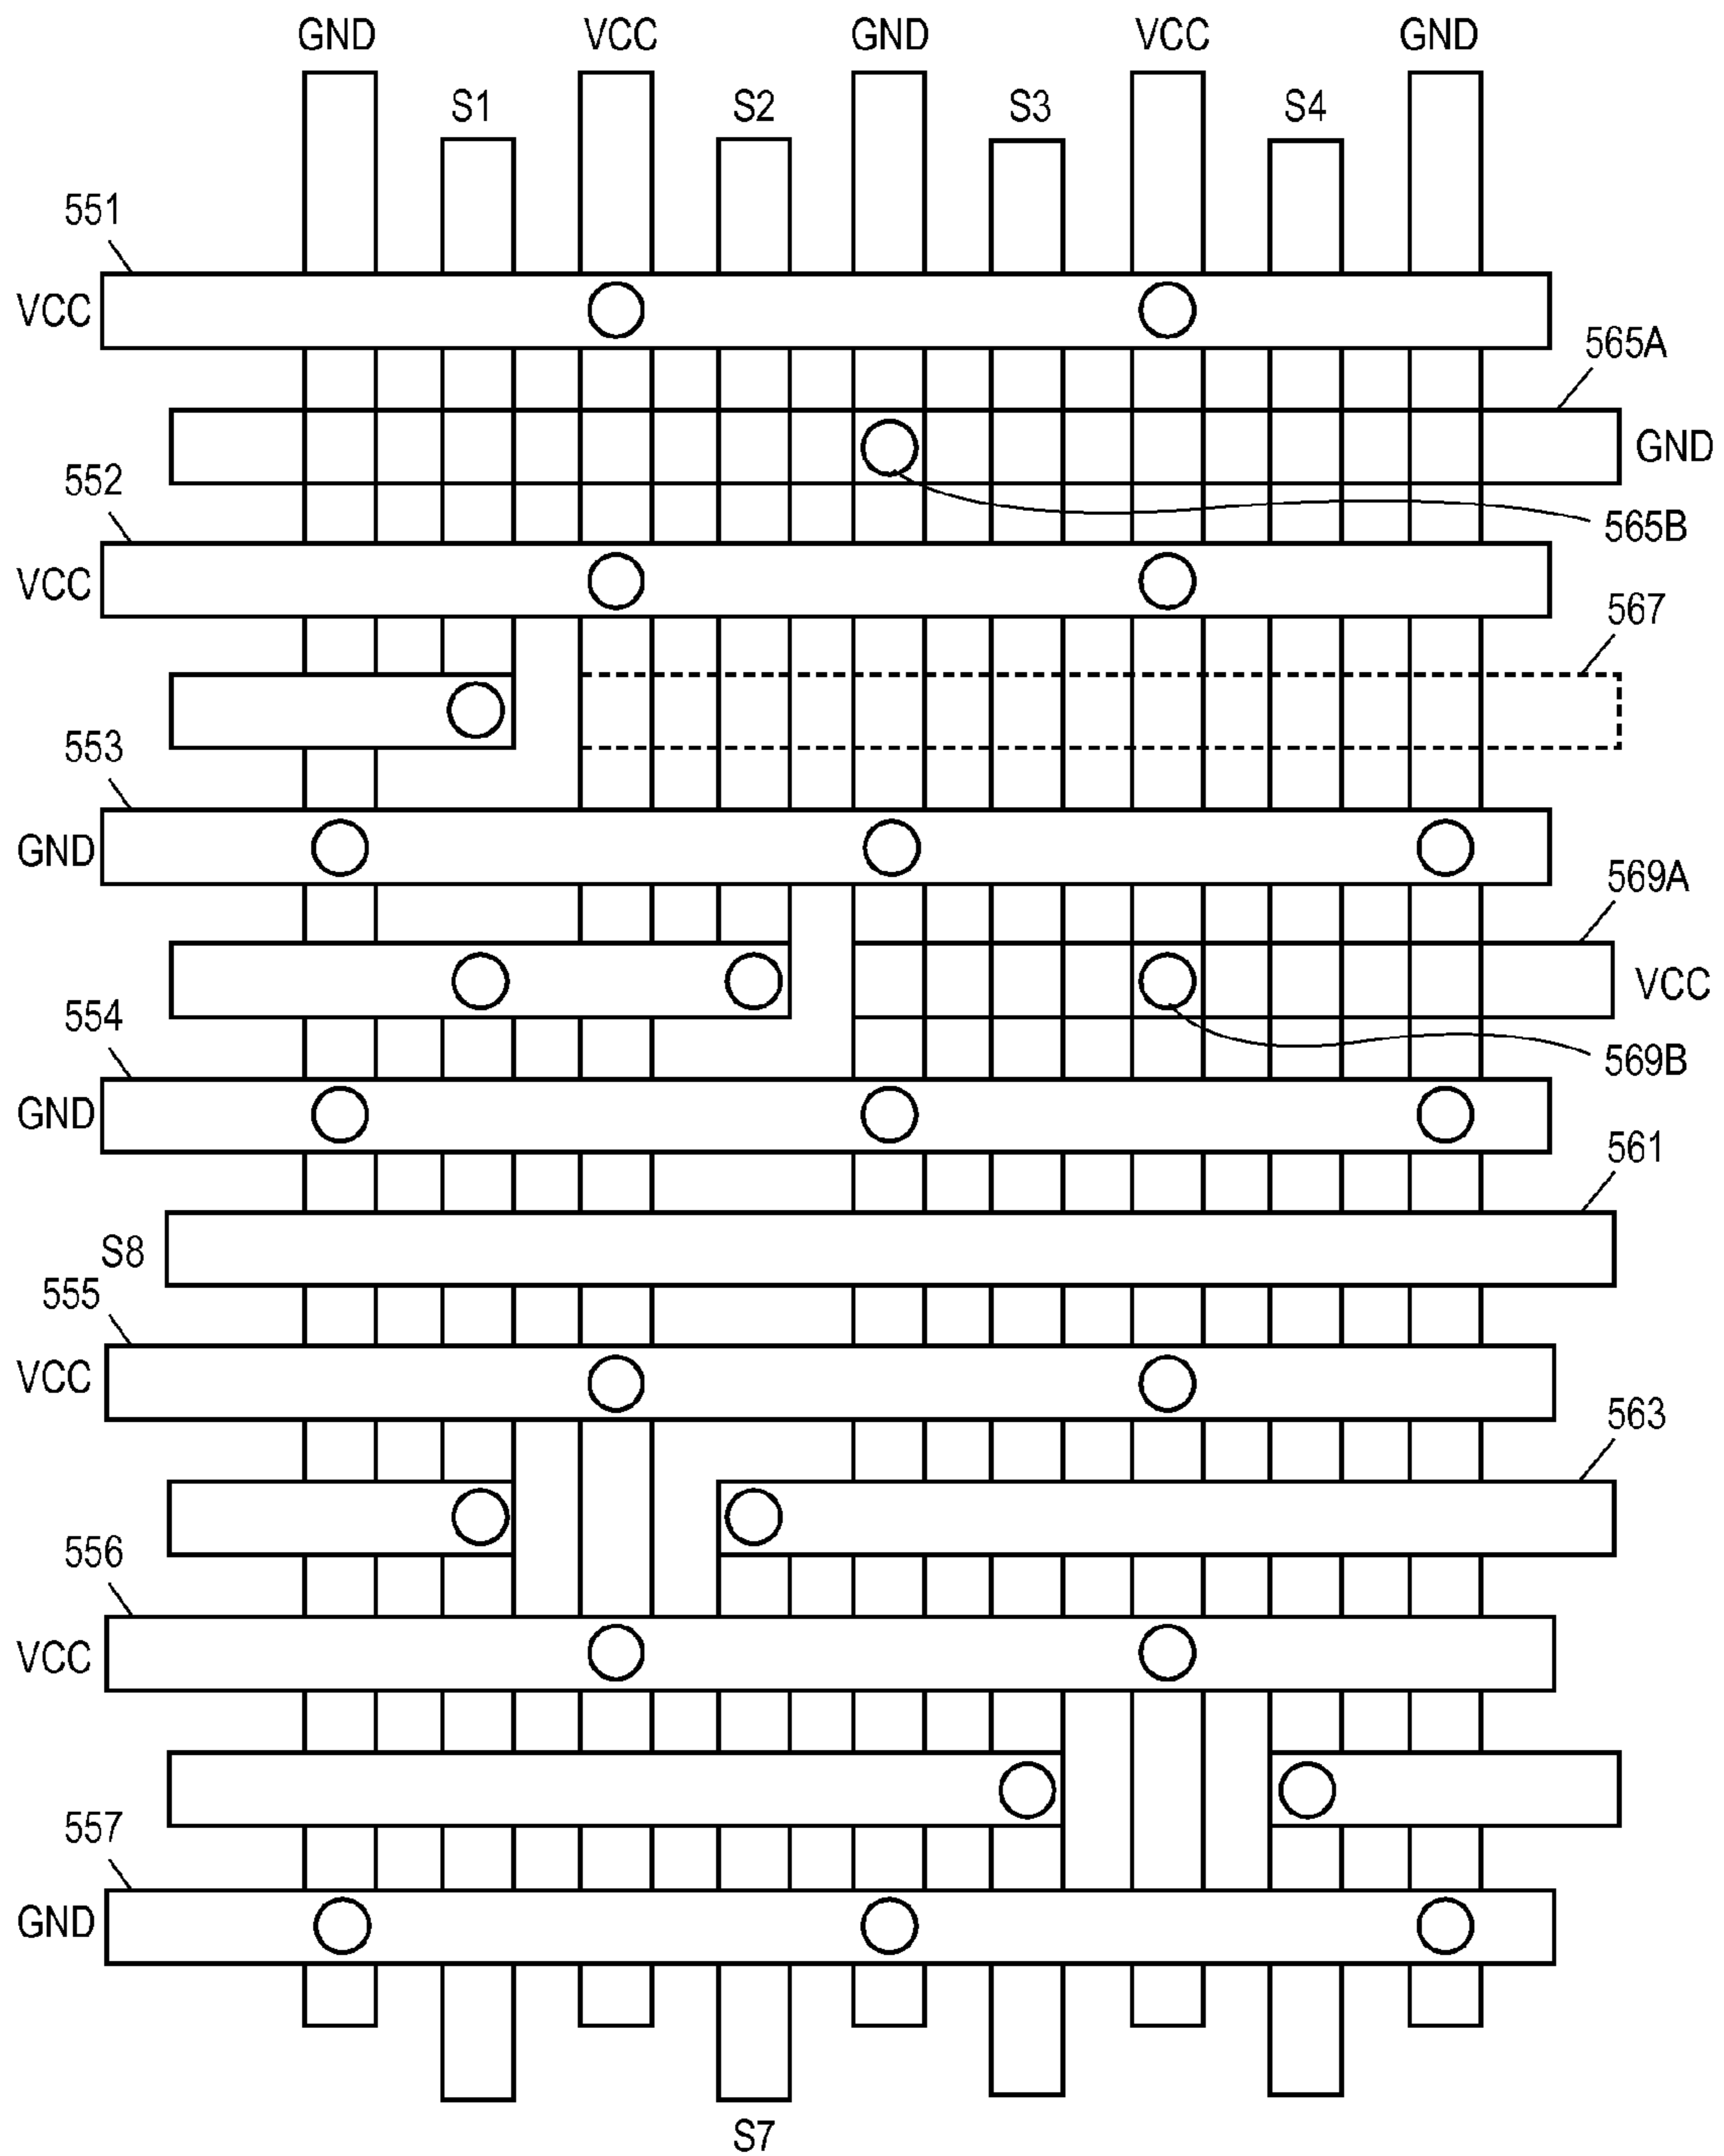 GND VCC GND VCC GND
S1 S2 S3 S4
551
VCC
565A
GND
552
565B
VCC
567
553
GND
569A
VCC
554
569B
GND
561
S8
555
VCC
563
556
VCC
557
GND
S7